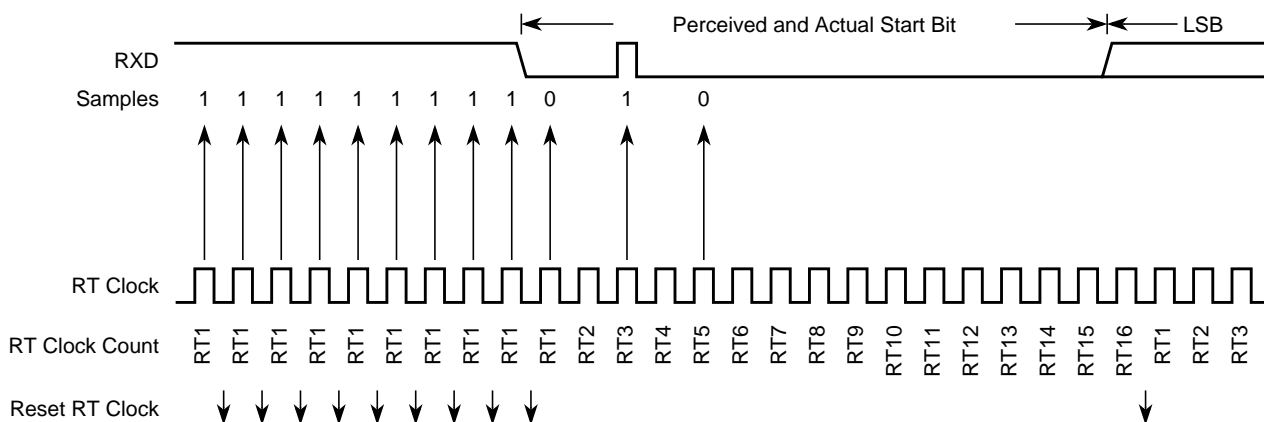 Perceived and Actual Start Bit LSB
RXD
Samples 1 1 1 1 1 1 1 1 1 0 1 0
RT Clock
RT Clock Count RT1 RT1 RT1 RT1 RT1 RT1 RT1 RT1 RT1 RT1 RT2 RT3 RT4 RT5 RT6 RT7 RT8 RT9 RT10 RT11 RT12 RT13 RT14 RT15 RT16 RT1 RT2 RT3
Reset RT Clock